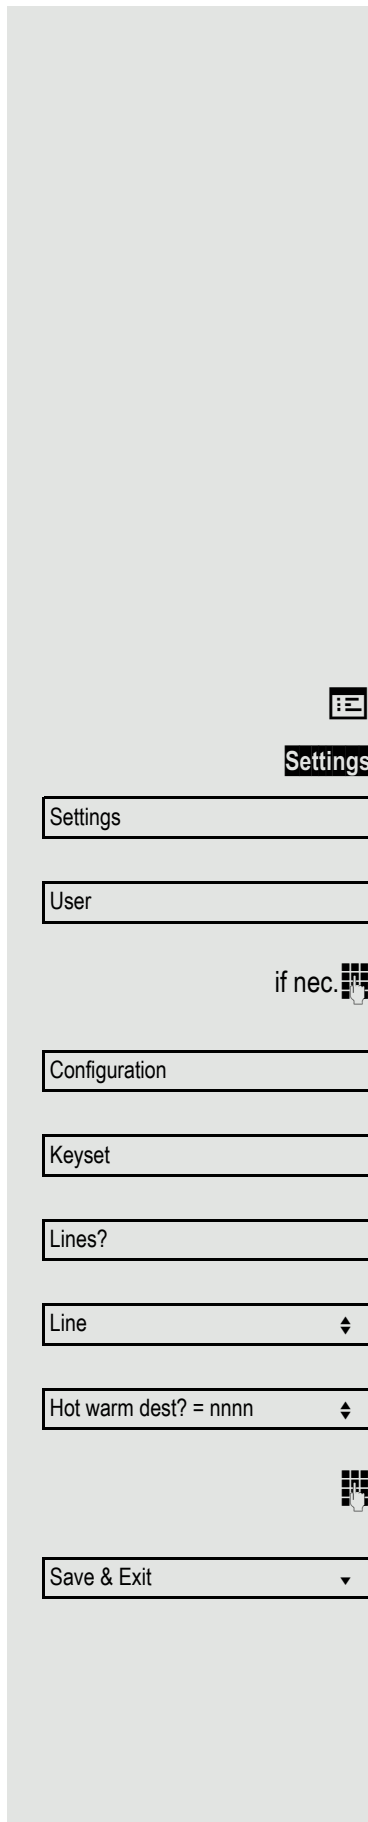 Settings
Settings
User
if nec.
Configuration
Keyset
Lines?
Line
Hot warm dest? = nnnn
Save & Exit